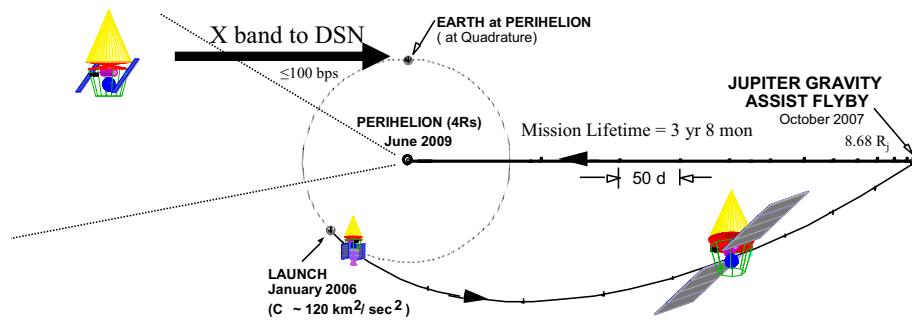 X band to DSN
≤100 bps
EARTH at PERIHELION
( at Quadrature)
JUPITER GRAVITY
ASSIST FLYBY
October 2007
8.68 Rj
PERIHELION (4Rs)
June 2009
Mission Lifetime = 3 yr 8 mon
50 d
LAUNCH
January 2006
(C ~ 120 km²/ sec²)